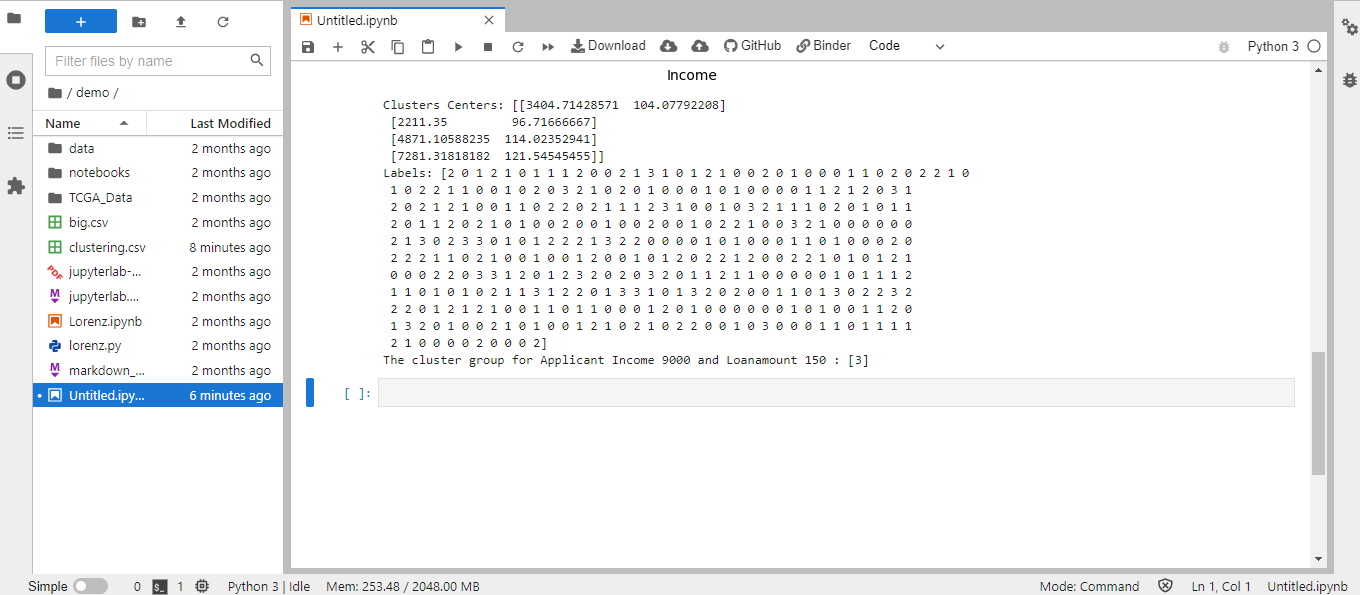 Untitled.ipynb
Download
GitHub
Binder
Code
Python 3
Filter files by name
/ demo /
Name Last Modified
data 2 months ago
notebooks 2 months ago
TCGA_Data 2 months ago
big.csv 2 months ago
clustering.csv 8 minutes ago
jupyterlab-... 2 months ago
jupyterlab.... 2 months ago
Lorenz.ipynb 2 months ago
lorenz.py 2 months ago
markdown_... 2 months ago
Untitled.ipy... 6 minutes ago
Income
Clusters Centers: [[3404.71428571 104.07792208]
[2211.35 96.71666667]
[4871.10588235 114.02352941]
[7281.31818182 121.54545455]]
Labels: [2 0 1 2 1 0 1 1 1 2 0 0 2 1 3 1 0 1 2 1 0 0 2 0 1 0 0 0 1 1 0 2 0 2 2 1 0
1 0 2 2 1 1 0 0 1 0 2 0 3 2 1 0 2 0 1 0 0 0 1 0 1 0 0 0 0 1 1 2 1 2 0 3 1
2 0 2 1 2 1 0 0 1 1 0 2 2 0 2 1 1 1 2 3 1 0 0 1 0 3 2 1 1 1 0 2 0 1 0 1 1
2 0 1 1 2 0 2 1 0 1 0 0 2 0 0 1 0 0 2 0 0 1 0 2 2 1 0 0 3 2 1 0 0 0 0 0 0
2 1 3 0 2 3 3 0 1 0 1 2 2 2 1 3 2 2 0 0 0 0 1 0 1 0 0 0 1 1 0 1 0 0 0 2 0
2 2 2 1 1 0 2 1 0 0 1 0 0 1 2 0 0 1 0 1 2 0 2 2 1 2 0 0 2 2 1 0 1 0 1 2 1
0 0 0 2 2 0 3 3 1 2 0 1 2 3 2 0 2 0 3 2 0 1 1 2 1 1 0 0 0 0 0 1 0 1 1 1 2
1 1 0 1 0 1 0 2 1 1 3 1 2 2 0 1 3 3 1 0 1 3 2 0 2 0 0 1 1 0 1 3 0 2 2 3 2
2 2 0 1 2 1 2 1 0 0 1 1 0 1 1 0 0 0 1 2 0 1 0 0 0 0 0 0 0 1 0 1 0 0 1 1 2 0
1 3 2 0 1 0 0 2 1 0 1 0 0 1 2 1 0 2 1 0 2 2 0 0 1 0 3 0 0 0 1 1 0 1 1 1 1
2 1 0 0 0 0 2 0 0 0 2]
The cluster group for Applicant Income 9000 and Loanamount 150 : [3]
[ ]:
Simple 0 1 Python 3 | Idle Mem: 253.48 / 2048.00 MB Mode: Command Ln 1, Col 1 Untitled.ipynb